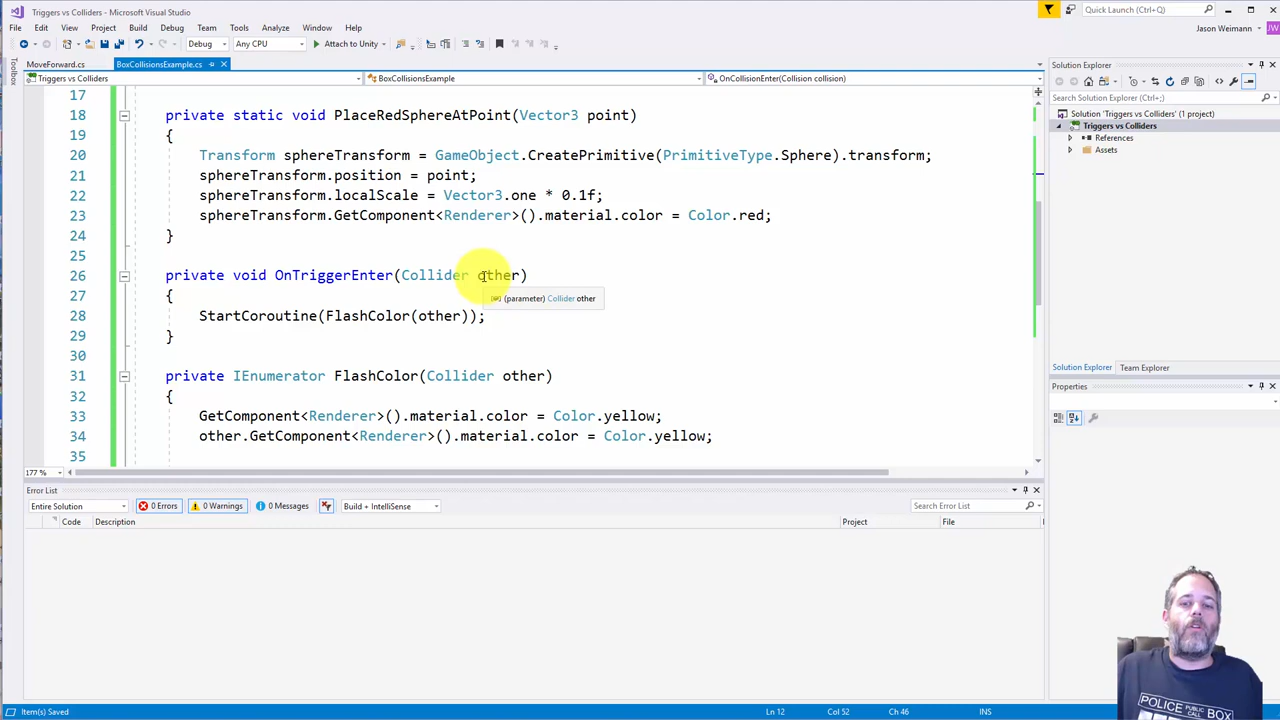 Triggers vs Colliders - Microsoft Visual Studio
Quick Launch (Ctrl+Q)
File Edit View Project Build Debug Team Tools Analyze Window Help
Jason Weimann JW
Debug Any CPU Attach to Unity
Toolbox
MoveForward.cs BoxCollisionsExample.cs
Triggers vs Colliders BoxCollisionsExample OnCollisionEnter(Collision collision)
17
18 private static void PlaceRedSphereAtPoint(Vector3 point)
19 {
20 Transform sphereTransform = GameObject.CreatePrimitive(PrimitiveType.Sphere).transform;
21 sphereTransform.position = point;
22 sphereTransform.localScale = Vector3.one * 0.1f;
23 sphereTransform.GetComponent<Renderer>().material.color = Color.red;
24 }
25
26 private void OnTriggerEnter(Collider other)
27 {
(parameter) Collider other
28 StartCoroutine(FlashColor(other));
29 }
30
31 private IEnumerator FlashColor(Collider other)
32 {
33 GetComponent<Renderer>().material.color = Color.yellow;
34 other.GetComponent<Renderer>().material.color = Color.yellow;
35
177 %
Solution Explorer
Search Solution Explorer (Ctrl+;)
Solution 'Triggers vs Colliders' (1 project)
Triggers vs Colliders
References
Assets
Solution Explorer Team Explorer
Properties
Error List
Entire Solution 0 Errors 0 Warnings 0 Messages Build + IntelliSense Search Error List
Code Description Project File
POLICE PUBLIC CALL BOX
Item(s) Saved Ln 12 Col 52 Ch 46 INS